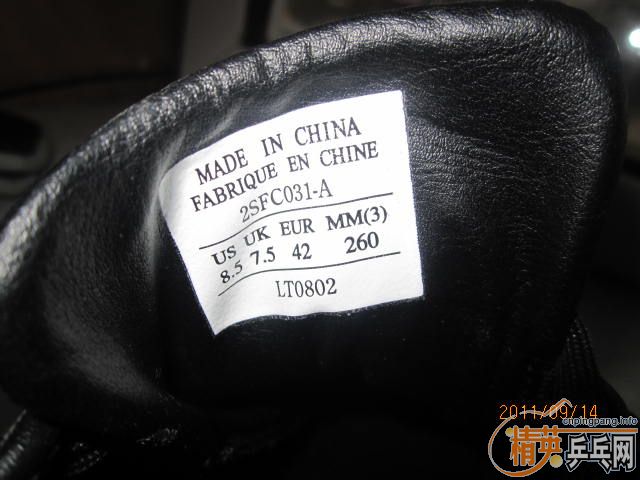 MADE IN CHINA
FABRIQUE EN CHINE
2SFC031-A
US UK EUR MM(3)
8.5 7.5 42 260
LT0802
2011/09/14
cnpingpang.info
精英乒乓网